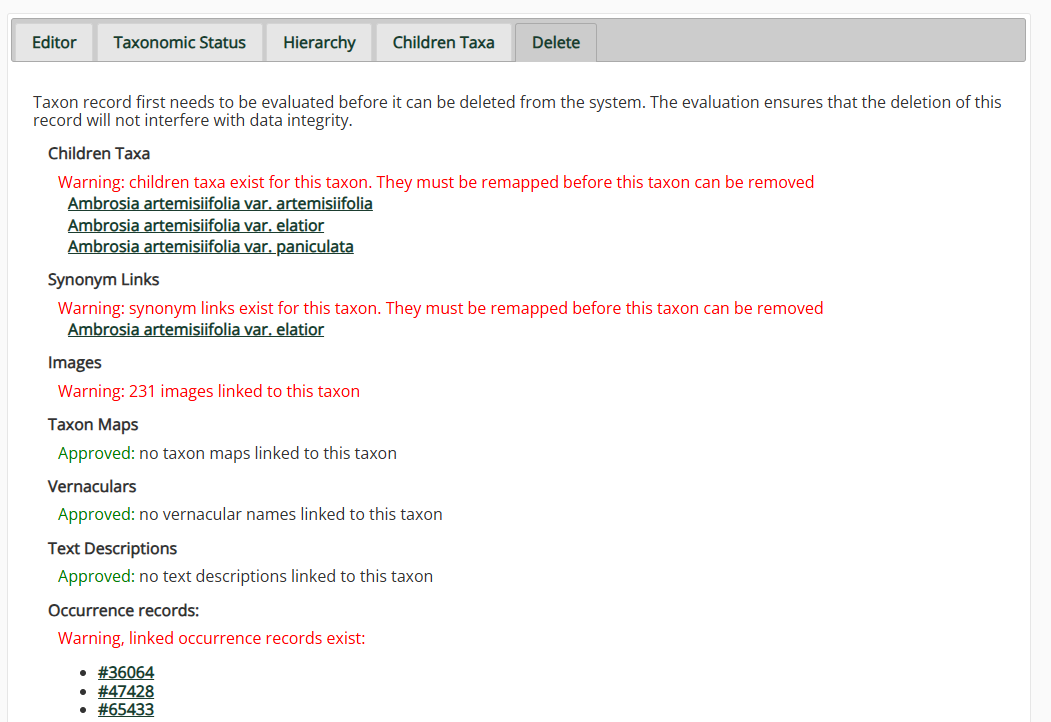 Editor
Taxonomic Status
Hierarchy
Children Taxa
Delete
Taxon record first needs to be evaluated before it can be deleted from the system. The evaluation ensures that the deletion of this
record will not interfere with data integrity.
Children Taxa
Warning: children taxa exist for this taxon. They must be remapped before this taxon can be removed
Ambrosia artemisiifolia var. artemisiifolia
Ambrosia artemisiifolia var. elatior
Ambrosia artemisiifolia var. paniculata
Synonym Links
Warning: synonym links exist for this taxon. They must be remapped before this taxon can be removed
Ambrosia artemisiifolia var. elatior
Images
Warning: 231 images linked to this taxon
Taxon Maps
Approved: no taxon maps linked to this taxon
Vernaculars
Approved: no vernacular names linked to this taxon
Text Descriptions
Approved: no text descriptions linked to this taxon
Occurrence records:
Warning, linked occurrence records exist:
#36064
#47428
#65433